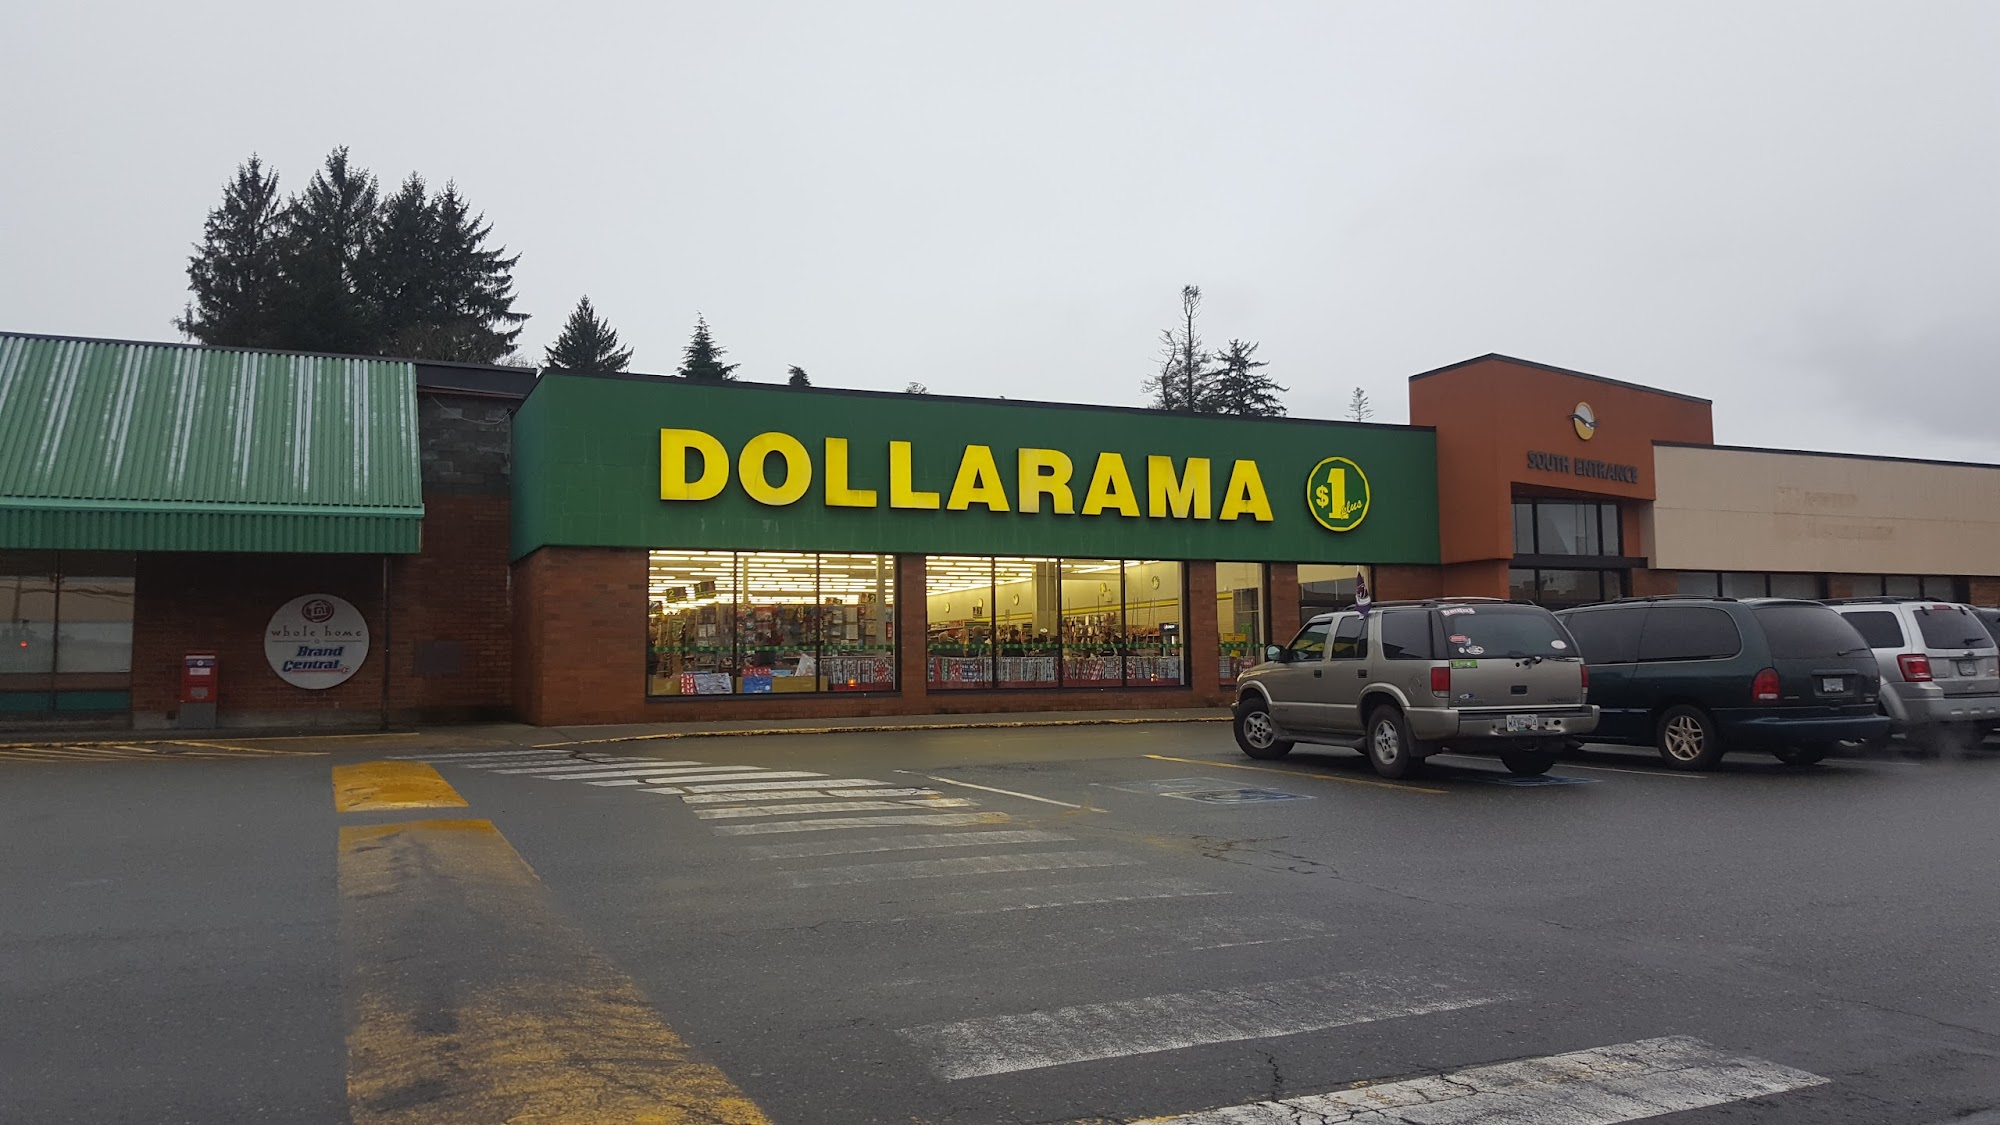 DOLLARAMA
$1
plus
SOUTH ENTRANCE
whole home
Brand
Central